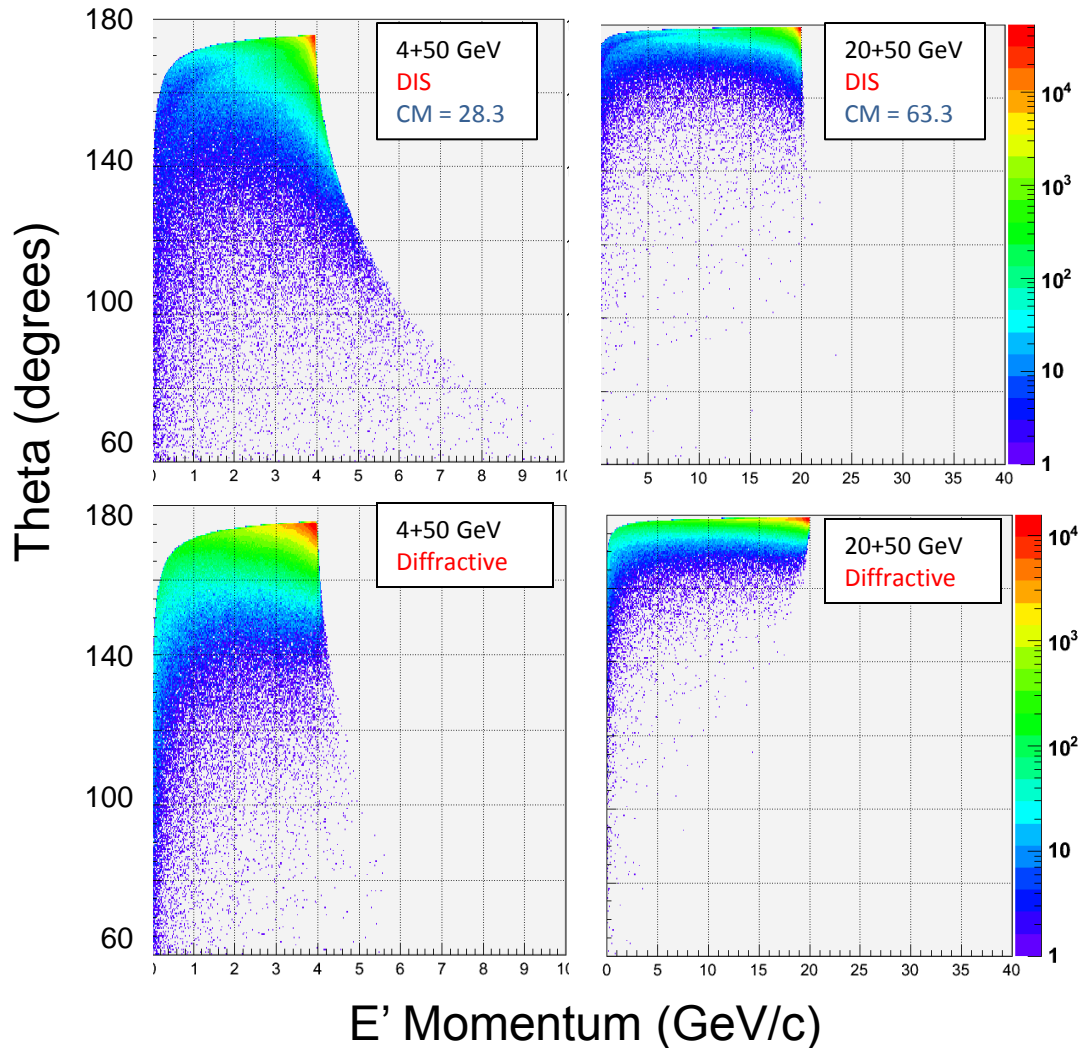 Theta (degrees)
180
140
100
60
4+50 GeV
DIS
CM = 28.3
0 1 2 3 4 5 6 7 8 9 10
20+50 GeV
DIS
CM = 63.3
5 10 15 20 25 30 35 40
10⁴
10³
10²
10
1
180
140
100
60
4+50 GeV
Diffractive
0 1 2 3 4 5 6 7 8 9 10
20+50 GeV
Diffractive
0 5 10 15 20 25 30 35 40
10⁴
10³
10²
10
1
E’ Momentum (GeV/c)